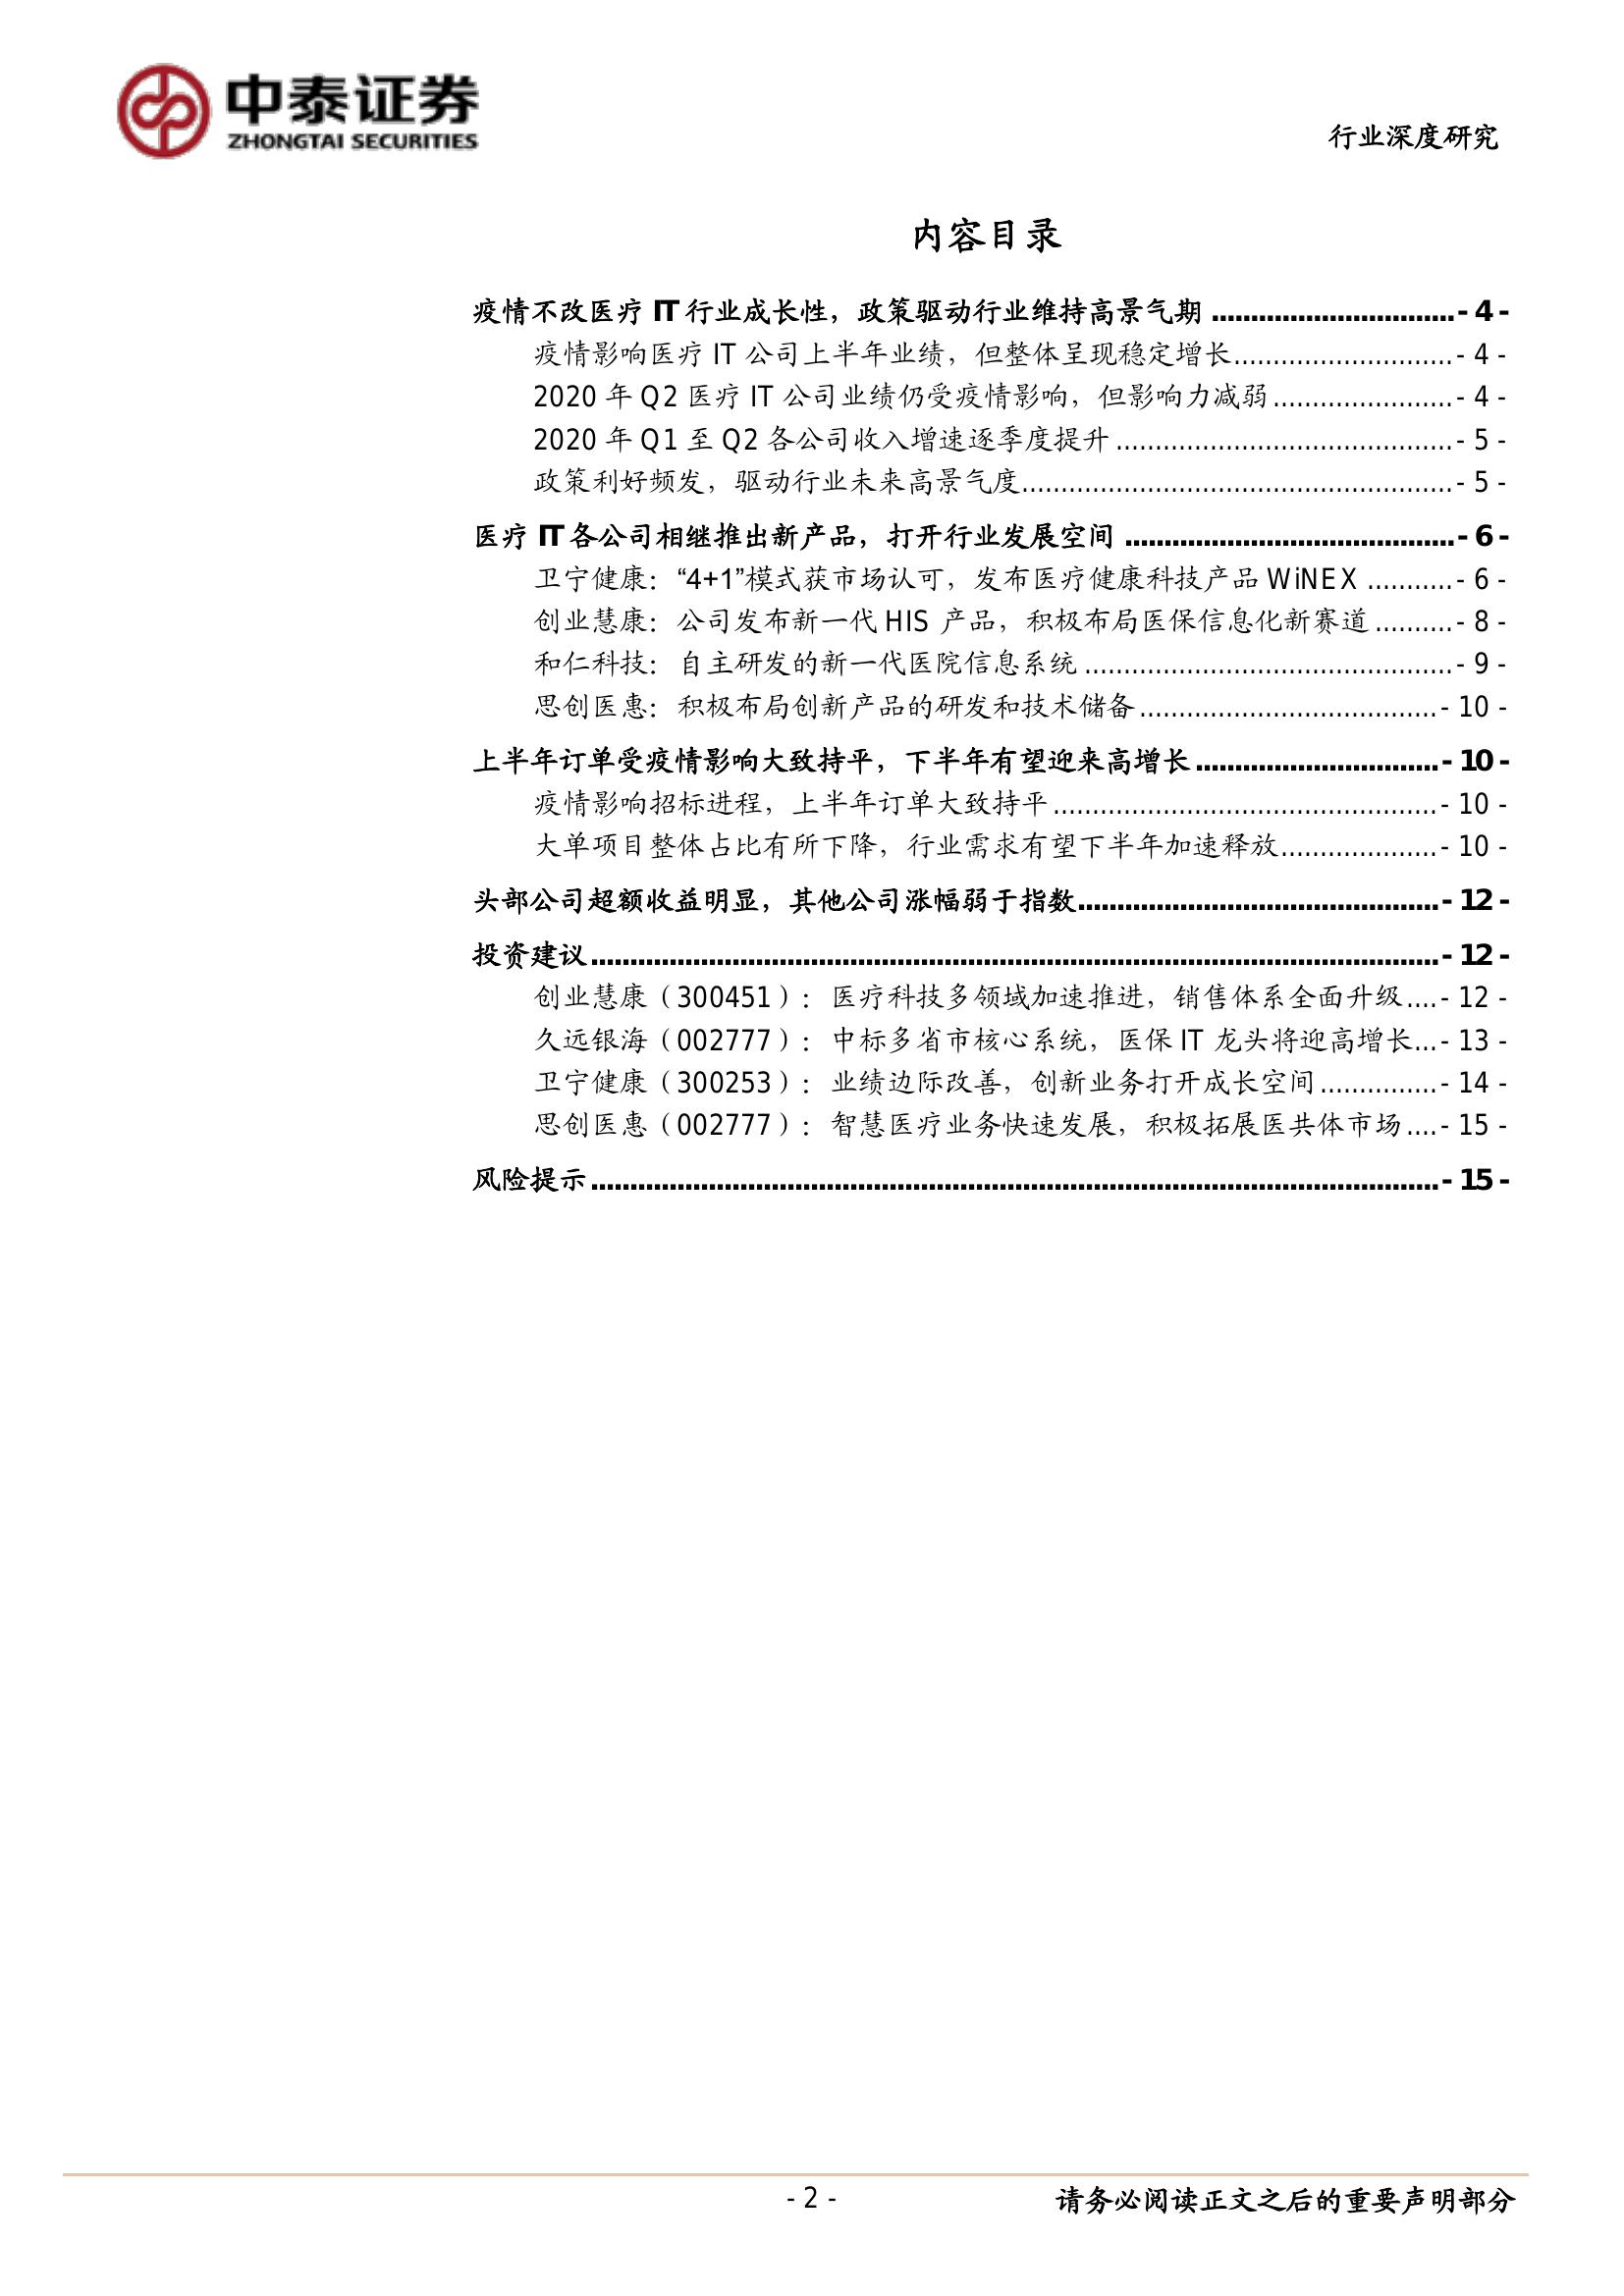 中泰证券
ZHONGTAI SECURITIES
行业深度研究
内容目录
疫情不改医疗 IT 行业成长性，政策驱动行业维持高景气期 ............................... - 4 -
疫情影响医疗 IT 公司上半年业绩，但整体呈现稳定增长............................ - 4 -
2020 年 Q2 医疗 IT 公司业绩仍受疫情影响，但影响力减弱 ....................... - 4 -
2020 年 Q1 至 Q2 各公司收入增速逐季度提升 ........................................... - 5 -
政策利好频发，驱动行业未来高景气度....................................................... - 5 -
医疗 IT 各公司相继推出新产品，打开行业发展空间 .......................................... - 6 -
卫宁健康：“4+1”模式获市场认可，发布医疗健康科技产品 WiNEX ........... - 6 -
创业慧康：公司发布新一代 HIS 产品，积极布局医保信息化新赛道 .......... - 8 -
和仁科技：自主研发的新一代医院信息系统 ............................................... - 9 -
思创医惠：积极布局创新产品的研发和技术储备...................................... - 10 -
上半年订单受疫情影响大致持平，下半年有望迎来高增长 ............................... - 10 -
疫情影响招标进程，上半年订单大致持平 ................................................. - 10 -
大单项目整体占比有所下降，行业需求有望下半年加速释放.................... - 10 -
头部公司超额收益明显，其他公司涨幅弱于指数.............................................. - 12 -
投资建议............................................................................................................ - 12 -
创业慧康（300451）：医疗科技多领域加速推进，销售体系全面升级.... - 12 -
久远银海（002777）：中标多省市核心系统，医保 IT 龙头将迎高增长... - 13 -
卫宁健康（300253）：业绩边际改善，创新业务打开成长空间............... - 14 -
思创医惠（002777）：智慧医疗业务快速发展，积极拓展医共体市场.... - 15 -
风险提示............................................................................................................ - 15 -
- 2 -
请务必阅读正文之后的重要声明部分